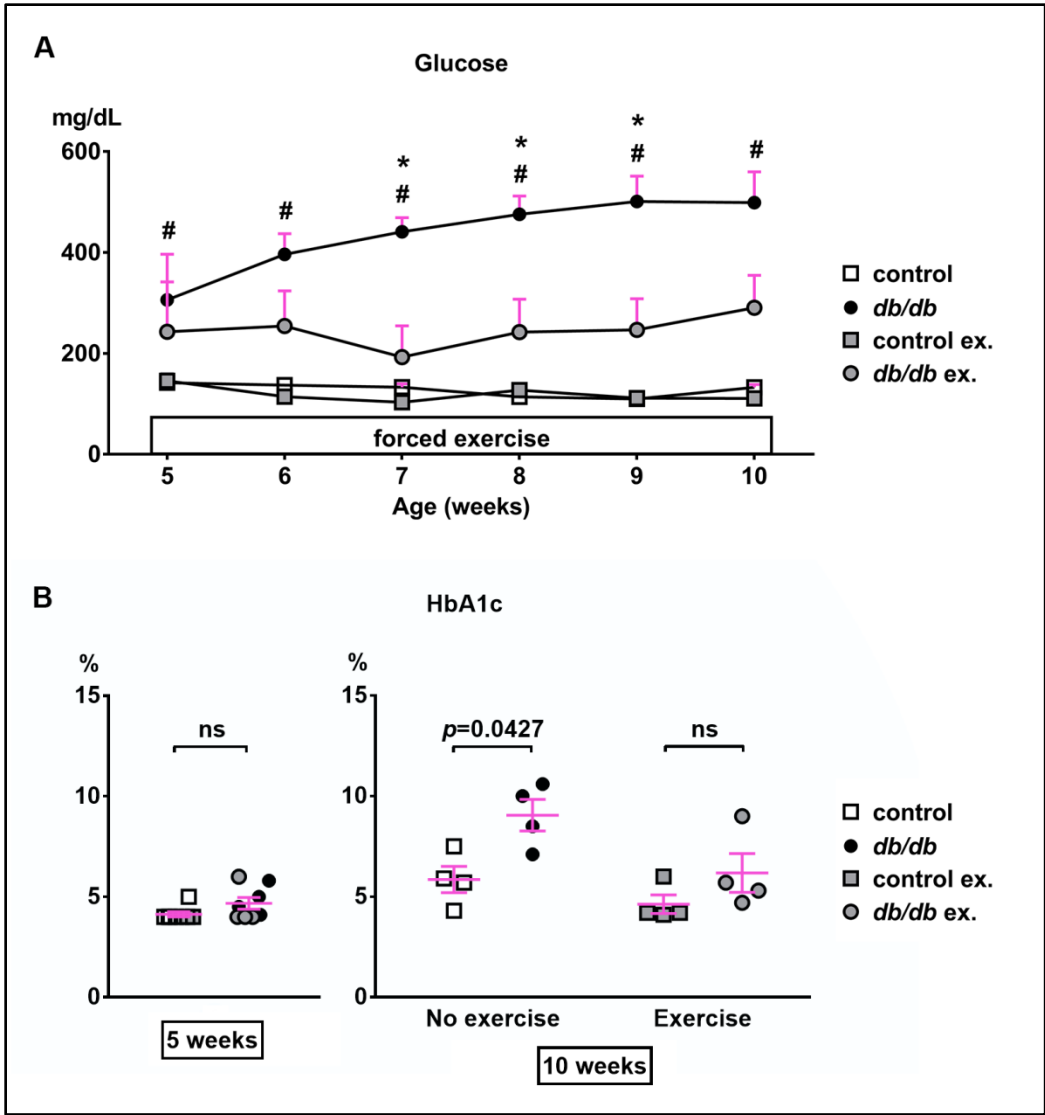 A
Glucose
mg/dL
600
400
200
0
# # * # * # * # #
control
db/db
control ex.
db/db ex.
forced exercise
5 6 7 8 9 10
Age (weeks)
B
HbA1c
% %
15 15
10 10
5 5
0 0
ns p=0.0427 ns
control
db/db
control ex.
db/db ex.
No exercise Exercise
5 weeks
10 weeks